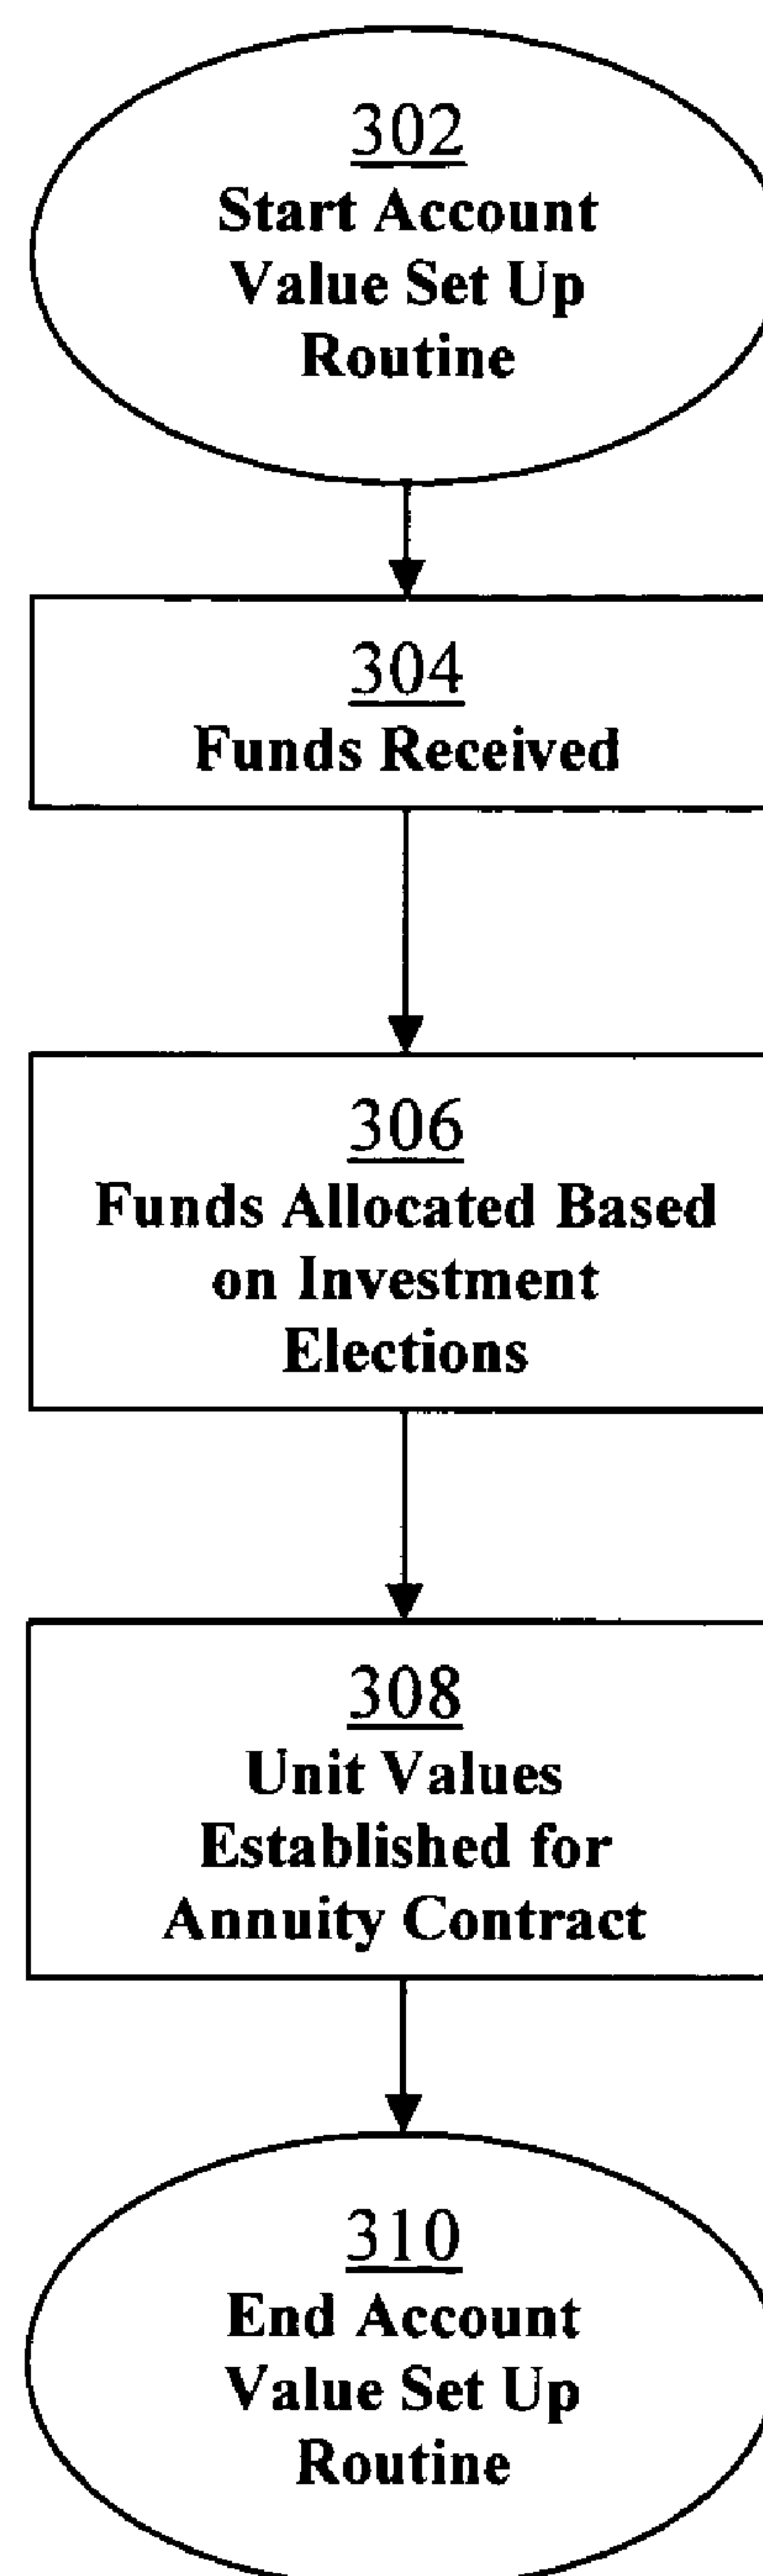 302
Start Account
Value Set Up
Routine
304
Funds Received
306
Funds Allocated Based
on Investment
Elections
308
Unit Values
Established for
Annuity Contract
310
End Account
Value Set Up
Routine